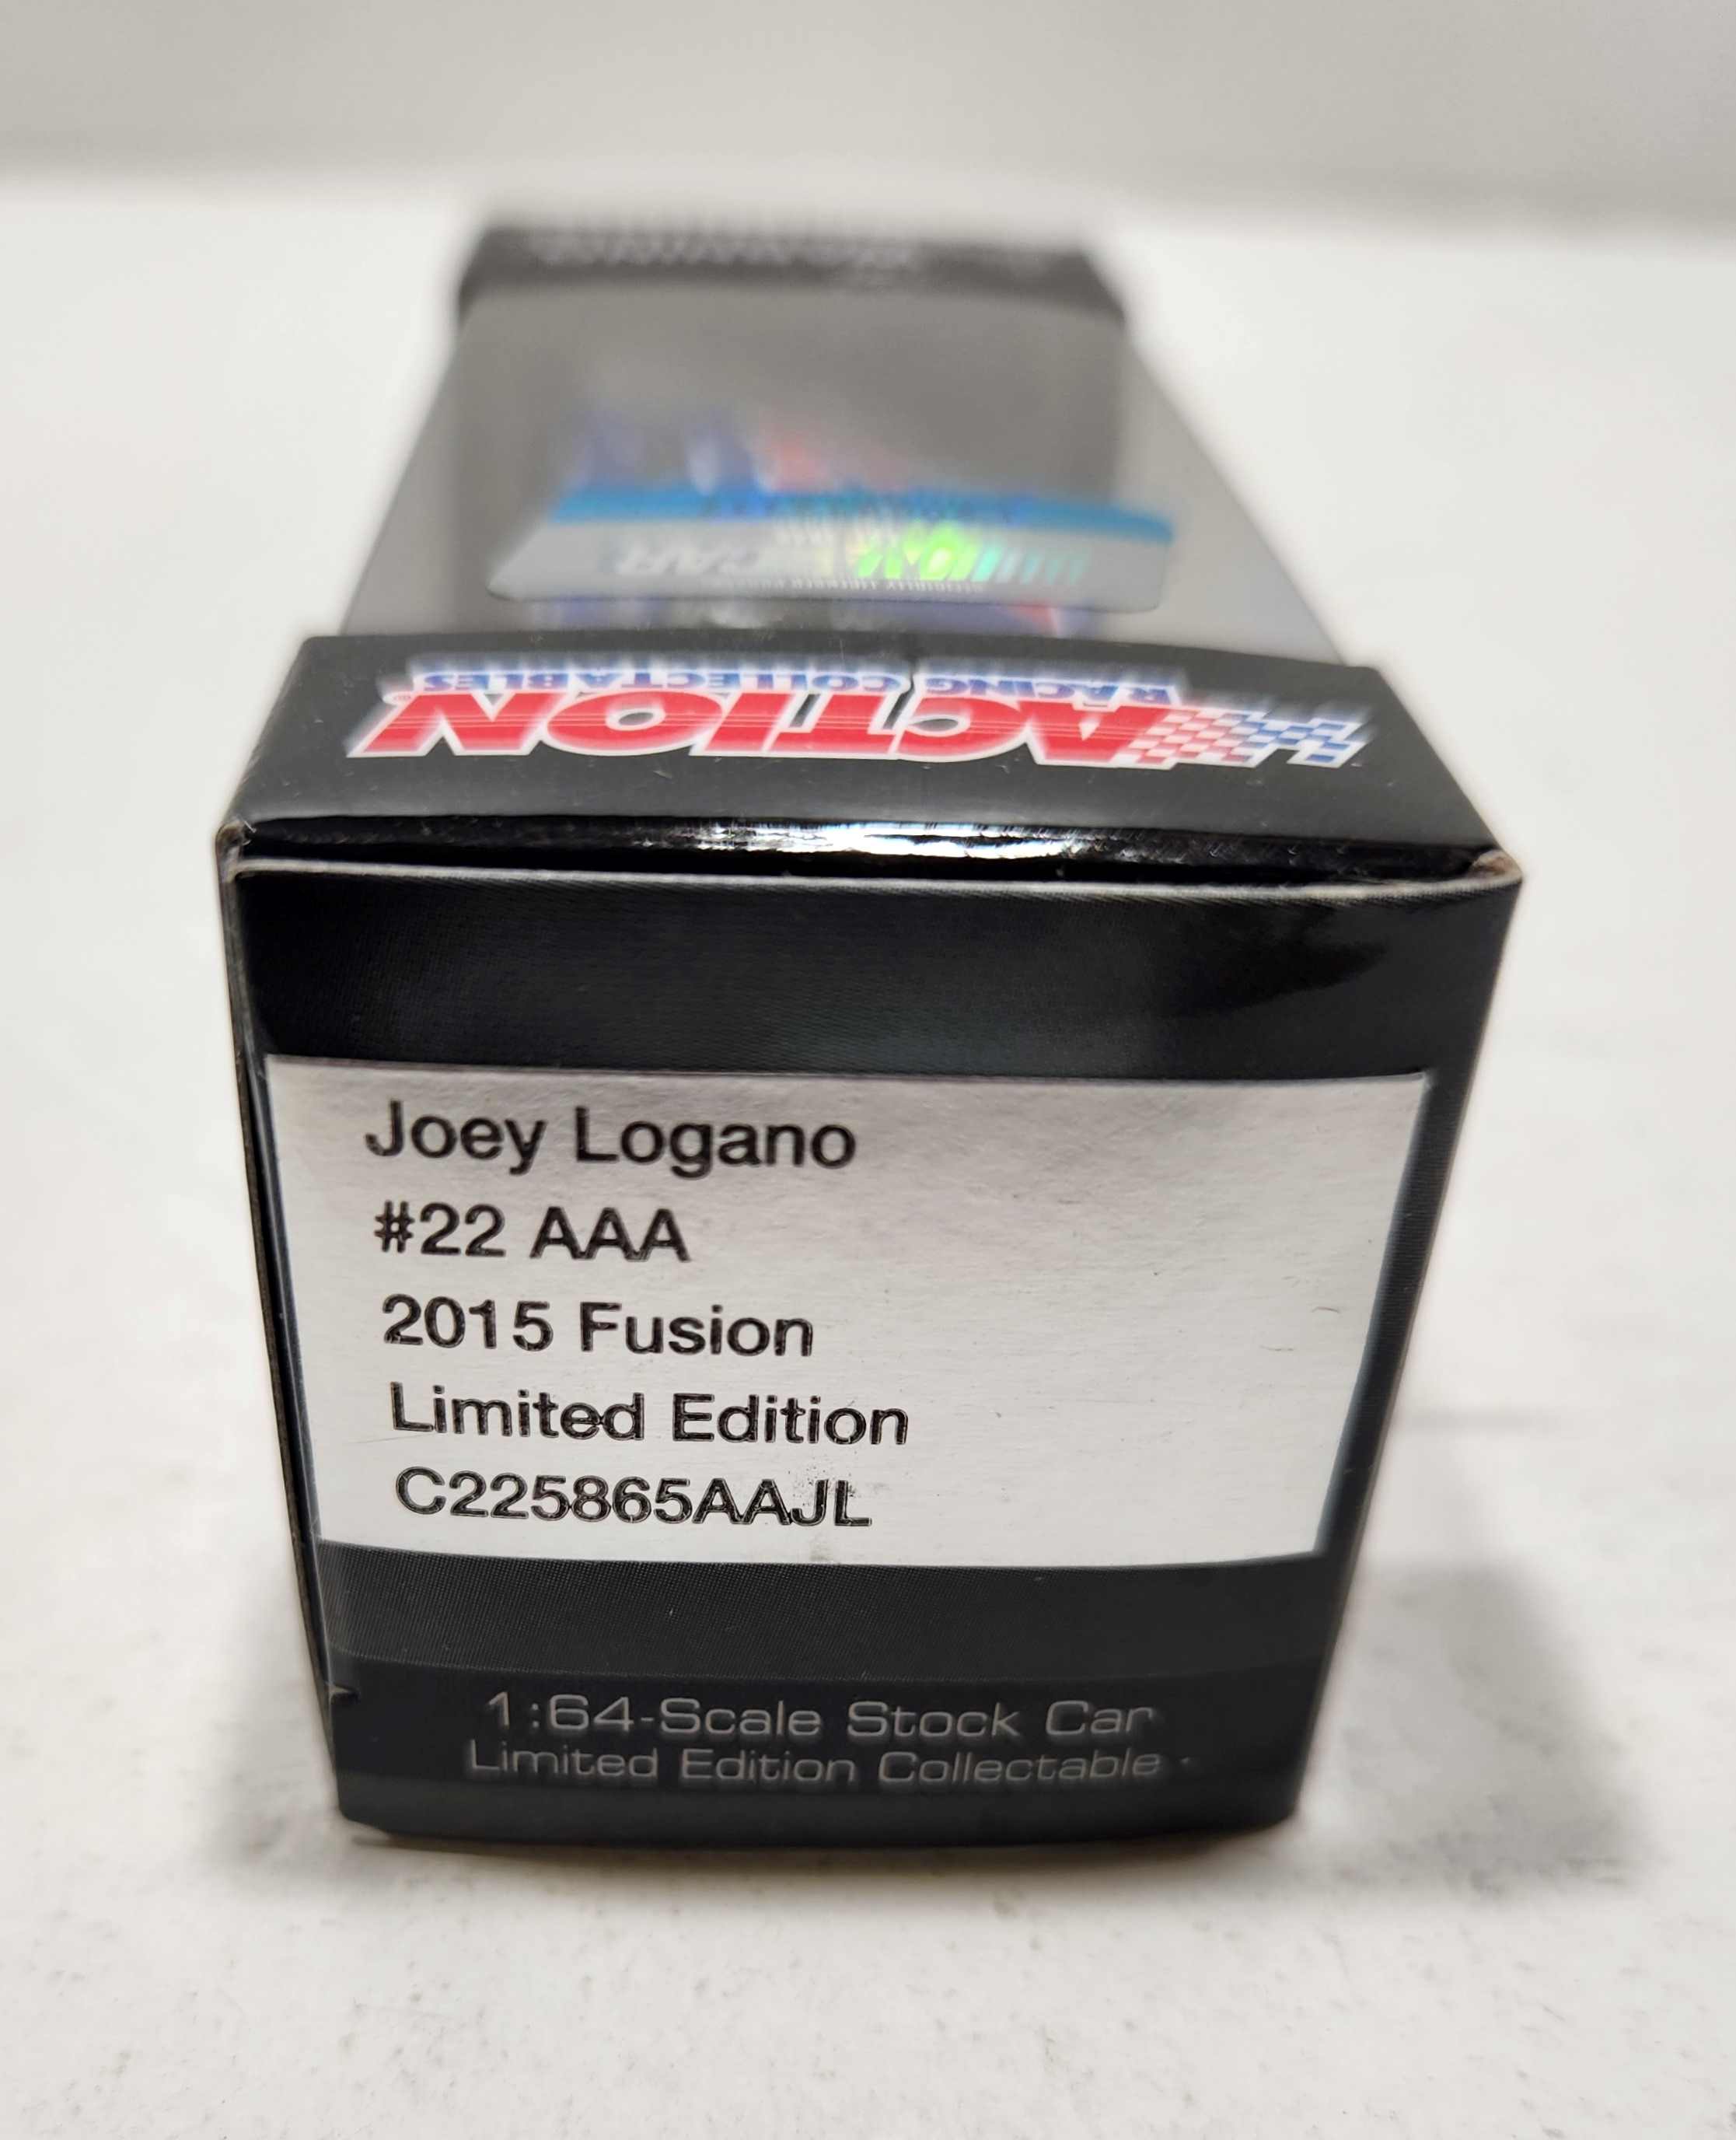 NASCAR
ACTION
RACING COLLECTABLES
Joey Logano
#22 AAA
2015 Fusion
Limited Edition
C225865AAJL
1:64-Scale Stock Car
Limited Edition Collectable